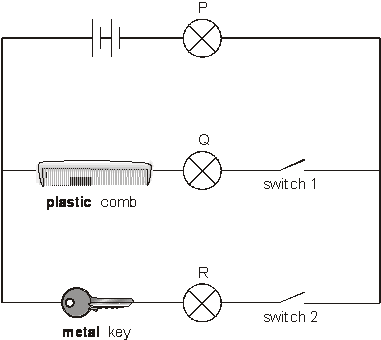 P
Q
switch 1
plastic comb
R
switch 2
metal key